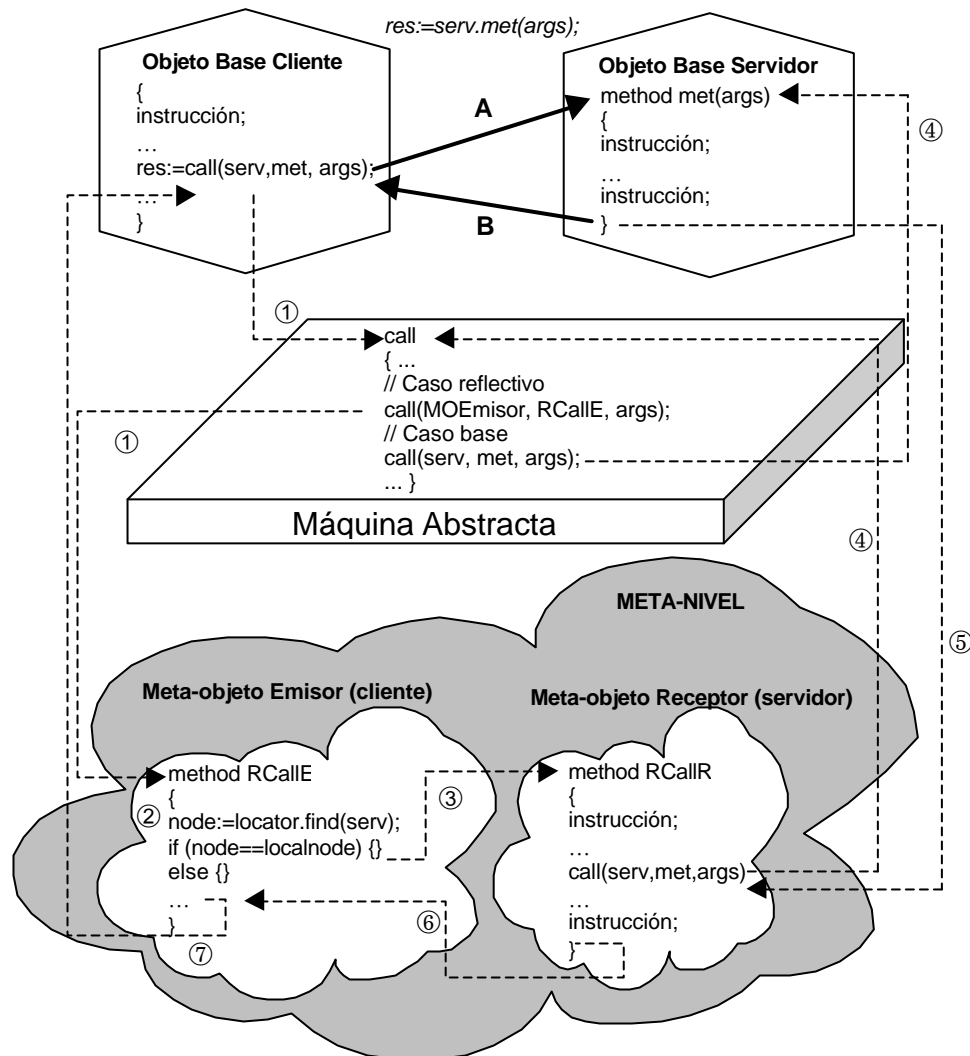 res:=serv.met(args);
Objeto Base Cliente
{
instrucción;
…
res:=call(serv,met, args);
…
}
A
B
Objeto Base Servidor
method met(args)
{
instrucción;
…
instrucción;
}
④
①
call
{ ...
// Caso reflectivo
call(MOEmisor, RCallE, args);
// Caso base
call(serv, met, args);
... }
①
Máquina Abstracta
④
META-NIVEL
⑤
Meta-objeto Emisor (cliente)
method RCallE
②
{
node:=locator.find(serv);
if (node==localnode) {}
else {}
…
}
⑦
③
⑥
Meta-objeto Receptor (servidor)
method RCallR
{
instrucción;
…
call(serv,met,args)
…
instrucción;
}